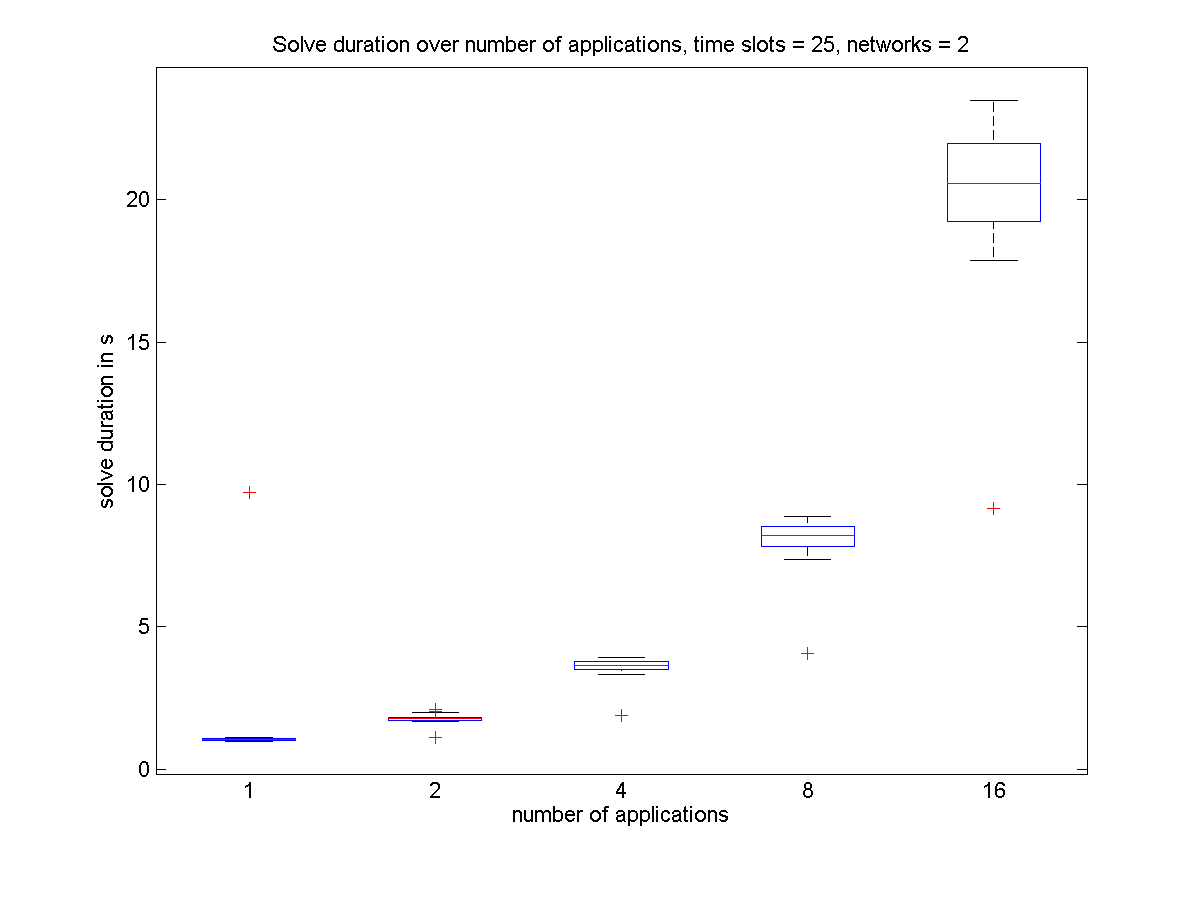 Solve duration over number of applications, time slots = 25, networks = 2
solve duration in s
20
15
10
5
0
1 2 4 8 16
number of applications